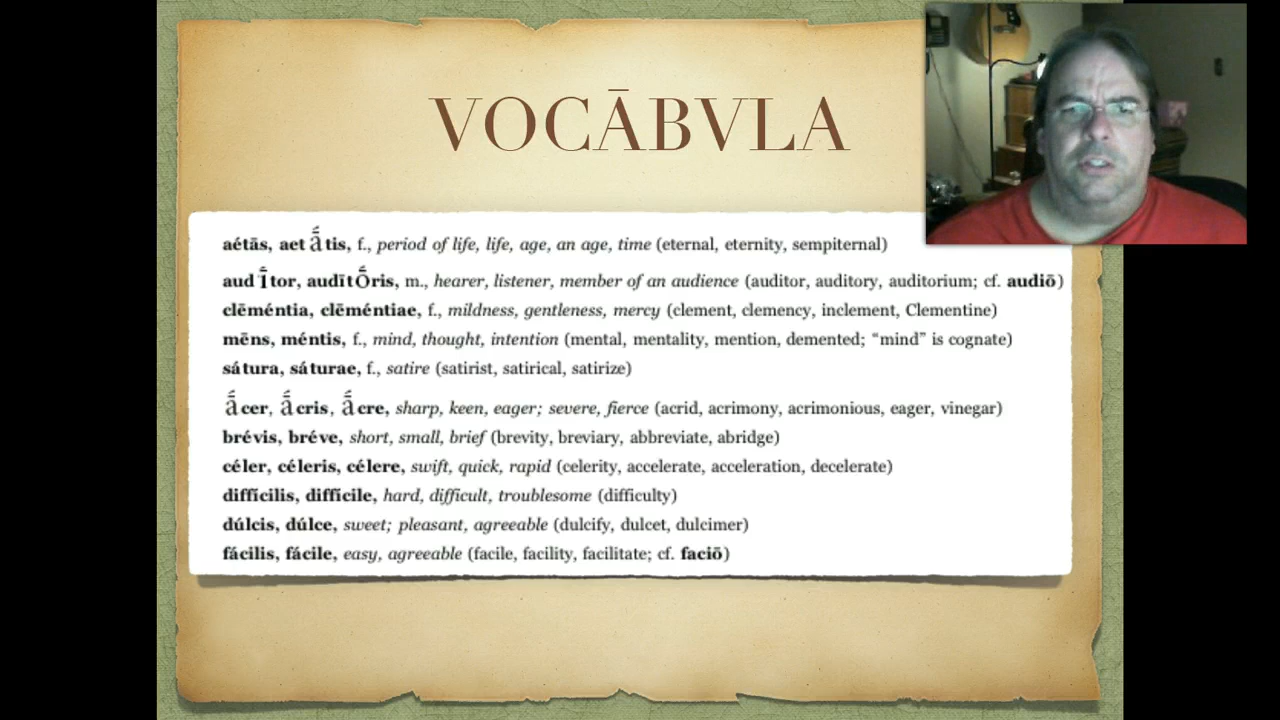 VOCĀBVLA
aétās, aetā́tis, f., period of life, life, age, an age, time (eternal, eternity, sempiternal)
audī́tor, audītṓris, m., hearer, listener, member of an audience (auditor, auditory, auditorium; cf. audiō)
clēméntia, clēméntiae, f., mildness, gentleness, mercy (clement, clemency, inclement, Clementine)
mēns, méntis, f., mind, thought, intention (mental, mentality, mention, demented; “mind” is cognate)
sátura, sáturae, f., satire (satirist, satirical, satirize)
ā́cer, ā́cris, ā́cre, sharp, keen, eager; severe, fierce (acrid, acrimony, acrimonious, eager, vinegar)
brévis, bréve, short, small, brief (brevity, breviary, abbreviate, abridge)
céler, céleris, célere, swift, quick, rapid (celerity, accelerate, acceleration, decelerate)
difficilis, difficile, hard, difficult, troublesome (difficulty)
dúlcis, dúlce, sweet; pleasant, agreeable (dulcify, dulcet, dulcimer)
fácilis, fácile, easy, agreeable (facile, facility, facilitate; cf. faciō)